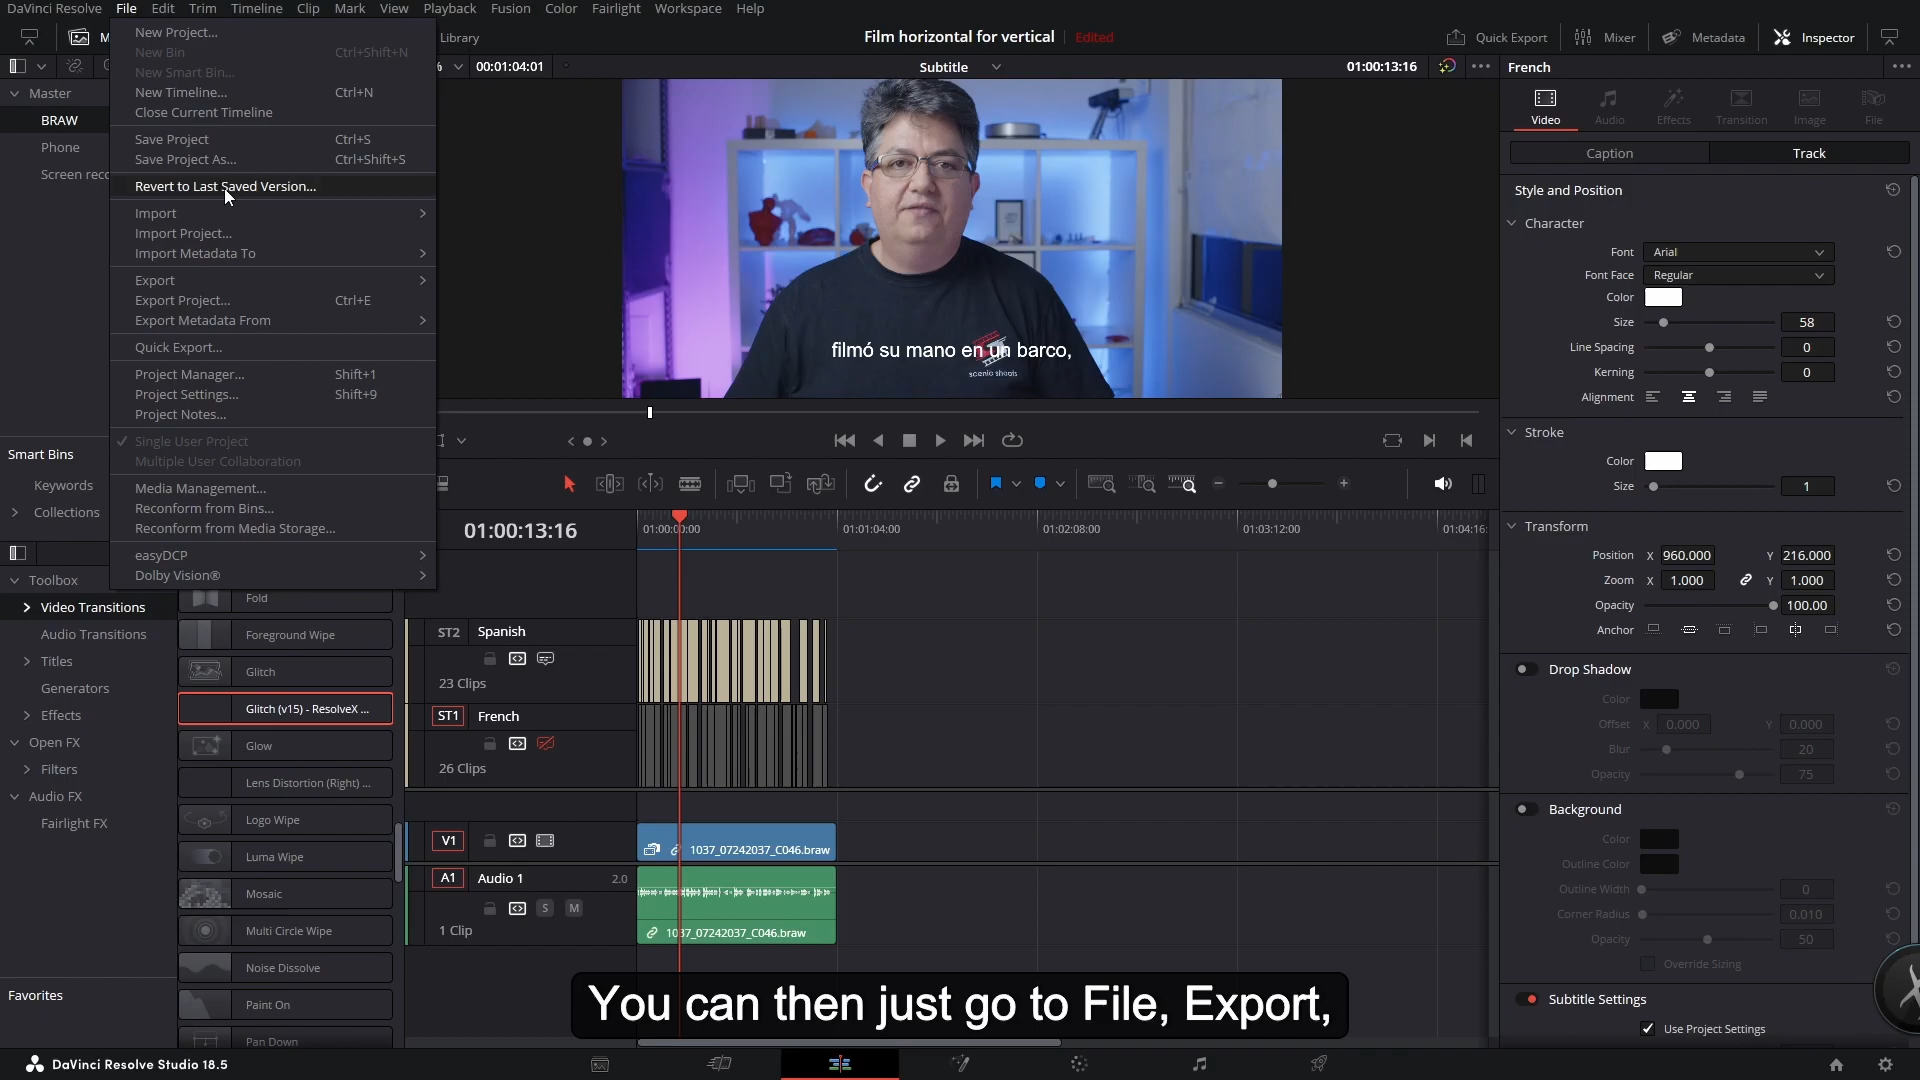 DaVinci Resolve File Edit Trim Timeline Clip Mark View Playback Fusion Color Fairlight Workspace Help
Library
Film horizontal for vertical Edited
Quick Export Mixer Metadata Inspector
00:01:04:01 Subtitle 01:00:13:16
French
Master
BRAW
Phone
Smart Bins
Keywords
Collections
New Project...
New Bin Ctrl+Shift+N
New Smart Bin...
New Timeline... Ctrl+N
Close Current Timeline
Save Project Ctrl+S
Save Project As... Ctrl+Shift+S
Revert to Last Saved Version...
Import
Import Project...
Import Metadata To
Export
Export Project... Ctrl+E
Export Metadata From
Quick Export...
Project Manager... Shift+1
Project Settings... Shift+9
Project Notes...
Single User Project
Multiple User Collaboration
Media Management...
Reconform from Bins...
Reconform from Media Storage...
easyDCP
Dolby Vision®
filmó su mano en un barco,
scenic shoots
Video Audio Effects Transition Image File
Caption Track
Style and Position
Character
Font Arial
Font Face Regular
Color
Size 58
Line Spacing 0
Kerning 0
Alignment
Stroke
Color
Size 1
Transform
Position X 960.000 Y 216.000
Zoom X 1.000 Y 1.000
Opacity 100.00
Anchor
Drop Shadow
Color
Offset X 0.000 Y 0.000
Blur 20
Opacity 75
Background
Color
Outline Color
Outline Width 0
Corner Radius 0.010
Opacity 50
Override Sizing
Subtitle Settings
Use Project Settings
Toolbox
Video Transitions
Audio Transitions
Titles
Generators
Effects
Open FX
Filters
Audio FX
Fairlight FX
Favorites
Fold
Foreground Wipe
Glitch
Glitch (v15) - ResolveX ...
Glow
Lens Distortion (Right) ...
Logo Wipe
Luma Wipe
Mosaic
Multi Circle Wipe
Noise Dissolve
Paint On
Pan Down
01:00:13:16
01:00:00:00 01:01:04:00 01:02:08:00 01:03:12:00 01:04:16:
ST2 Spanish
23 Clips
ST1 French
26 Clips
V1 1037_07242037_C046.braw
A1 Audio 1 2.0
S M
1 Clip 1037_07242037_C046.braw
You can then just go to File, Export,
DaVinci Resolve Studio 18.5